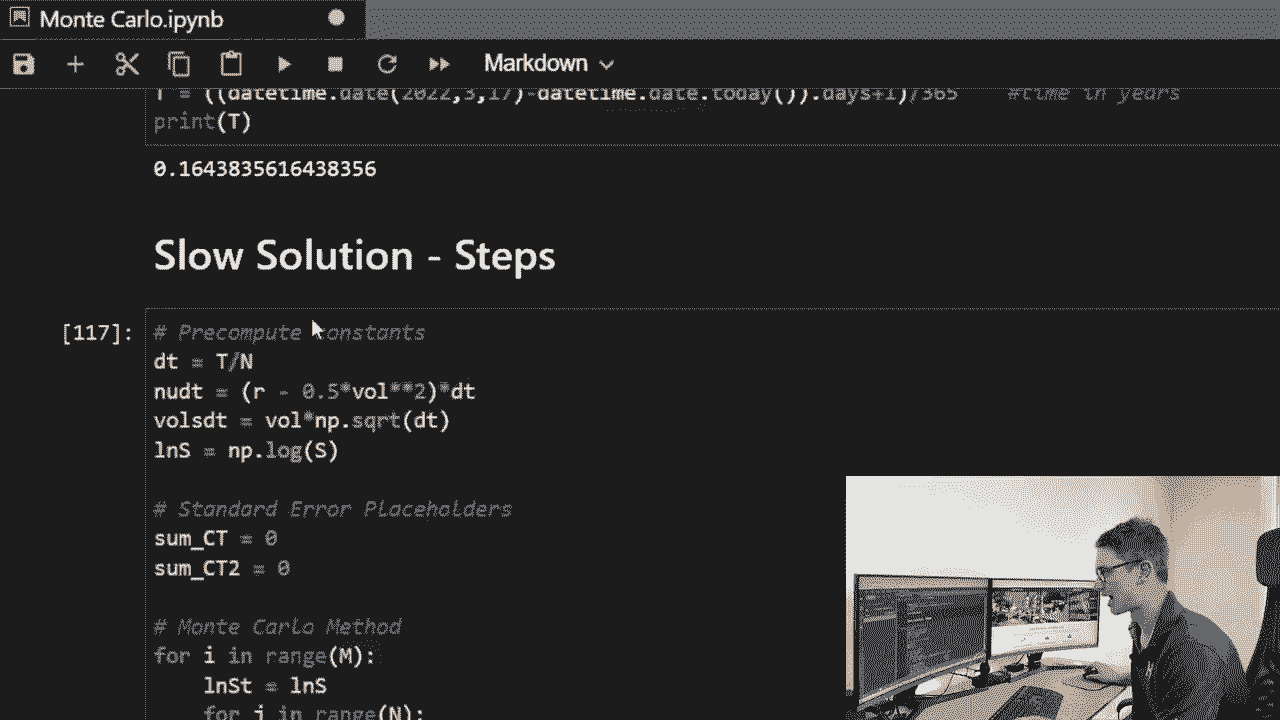 Monte Carlo.ipynb
Markdown
T = ((datetime.date(2022,3,17)-datetime.date.today()).days+1)/365 #time in years
print(T)
0.1643835616438356
Slow Solution - Steps
[117]:
# Precompute constants
dt = T/N
nudt = (r - 0.5*vol**2)*dt
volsdt = vol*np.sqrt(dt)
lnS = np.log(S)
# Standard Error Placeholders
sum_CT = 0
sum_CT2 = 0
# Monte Carlo Method
for i in range(M):
lnSt = lnS
for j in range(N):